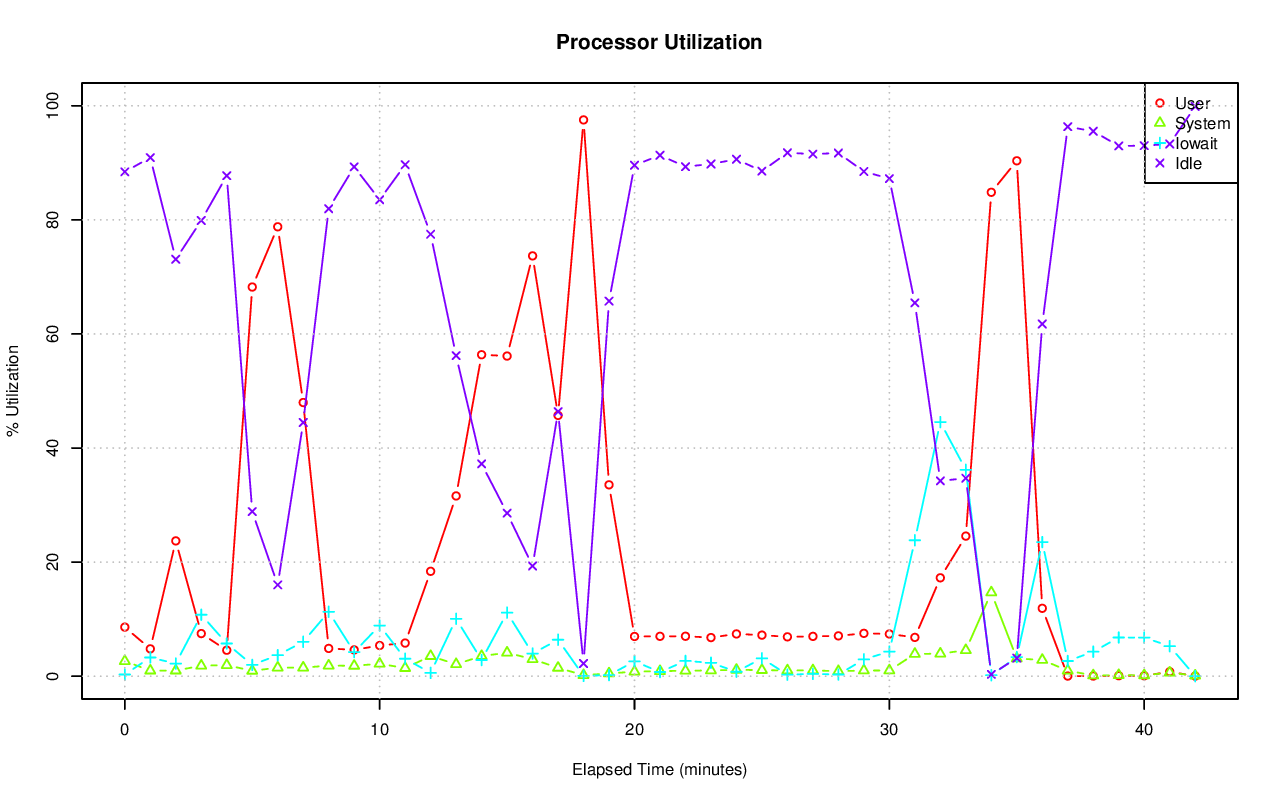 Processor Utilization
% Utilization
100
80
60
40
20
0
User
System
Iowait
Idle
0 10 20 30 40
Elapsed Time (minutes)